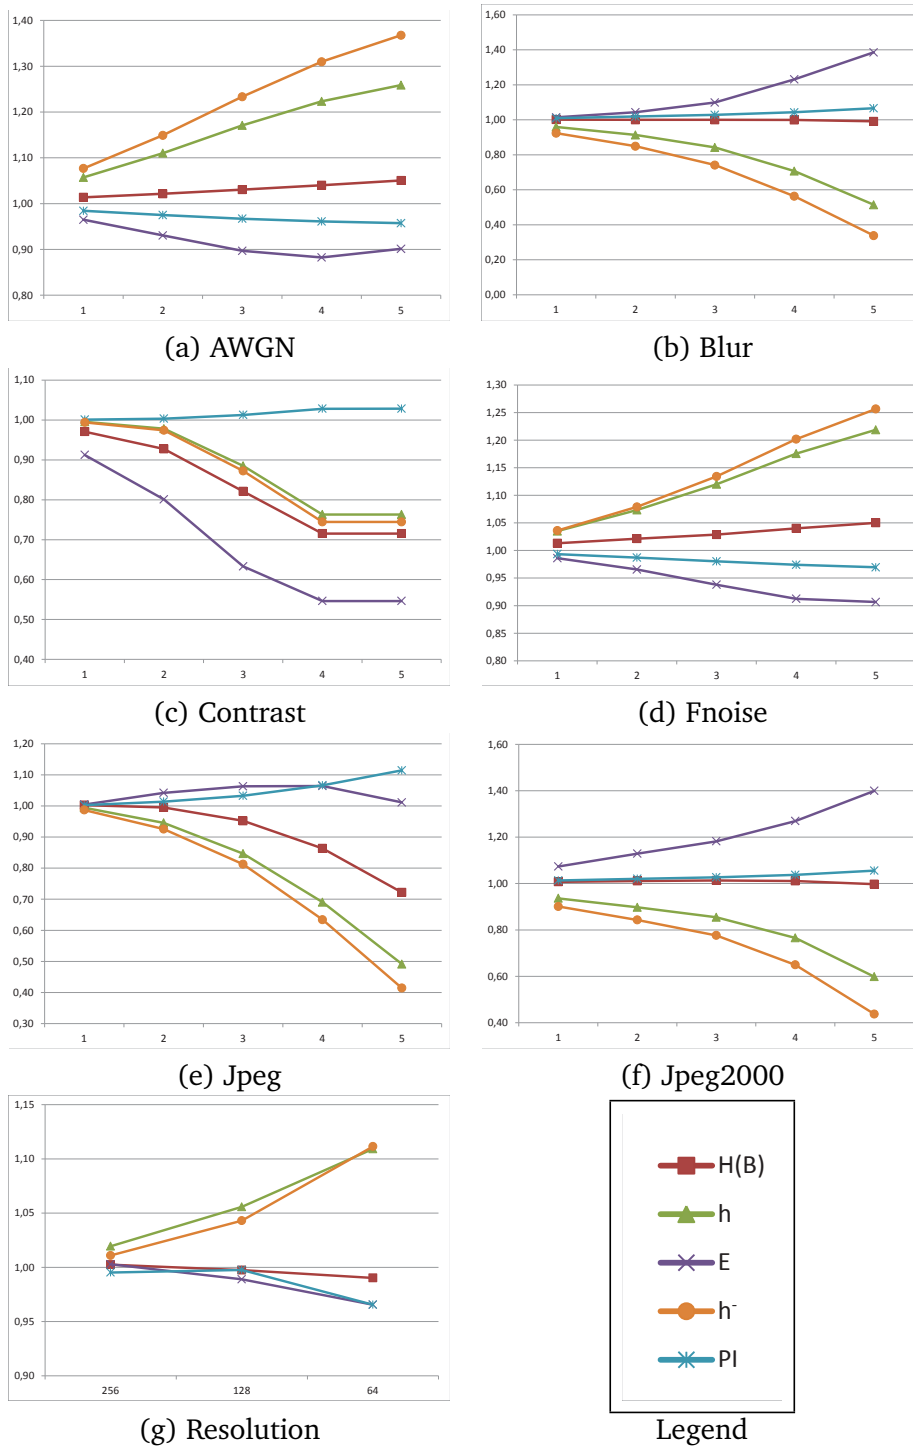 1,40
1,30
1,20
1,10
1,00
0,90
0,80
1 2 3 4 5
(a) AWGN
1,60
1,40
1,20
1,00
0,80
0,60
0,40
0,20
0,00
1 2 3 4 5
(b) Blur
1,10
1,00
0,90
0,80
0,70
0,60
0,50
0,40
1 2 3 4 5
(c) Contrast
1,30
1,25
1,20
1,15
1,10
1,05
1,00
0,95
0,90
0,85
0,80
1 2 3 4 5
(d) Fnoise
1,20
1,10
1,00
0,90
0,80
0,70
0,60
0,50
0,40
0,30
1 2 3 4 5
(e) Jpeg
1,60
1,40
1,20
1,00
0,80
0,60
0,40
1 2 3 4 5
(f) Jpeg2000
1,15
1,10
1,05
1,00
0,95
0,90
256 128 64
(g) Resolution
H(B)
h
E
h⁻
PI
Legend